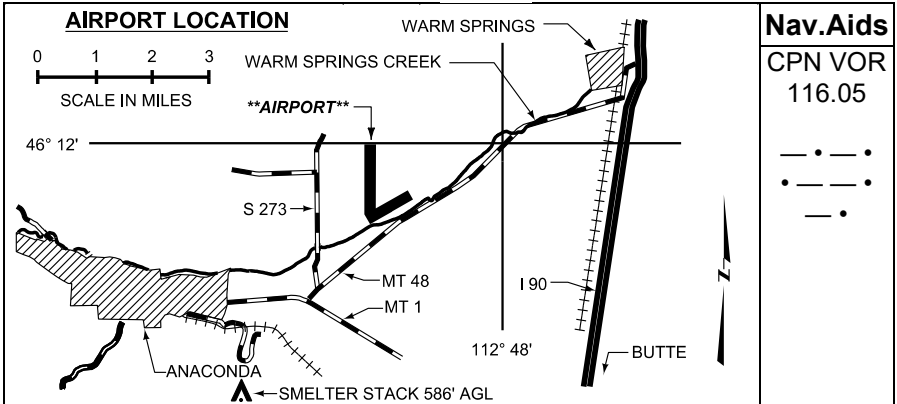 AIRPORT LOCATION
0 1 2 3
SCALE IN MILES
WARM SPRINGS
WARM SPRINGS CREEK
**AIRPORT**
46° 12'
S 273
MT 48
MT 1
I 90
N
112° 48'
BUTTE
ANACONDA
SMELTER STACK 586' AGL
Nav.Aids
CPN VOR
116.05
— • — •
• — — •
— •